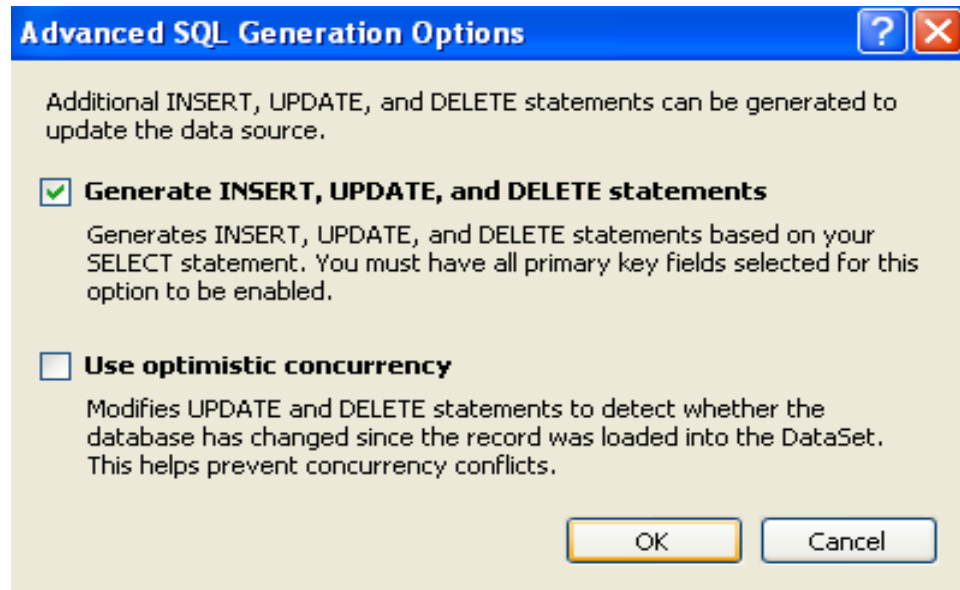 Advanced SQL Generation Options
Additional INSERT, UPDATE, and DELETE statements can be generated to
update the data source.
Generate INSERT, UPDATE, and DELETE statements
Generates INSERT, UPDATE, and DELETE statements based on your
SELECT statement. You must have all primary key fields selected for this
option to be enabled.
Use optimistic concurrency
Modifies UPDATE and DELETE statements to detect whether the
database has changed since the record was loaded into the DataSet.
This helps prevent concurrency conflicts.
OK Cancel